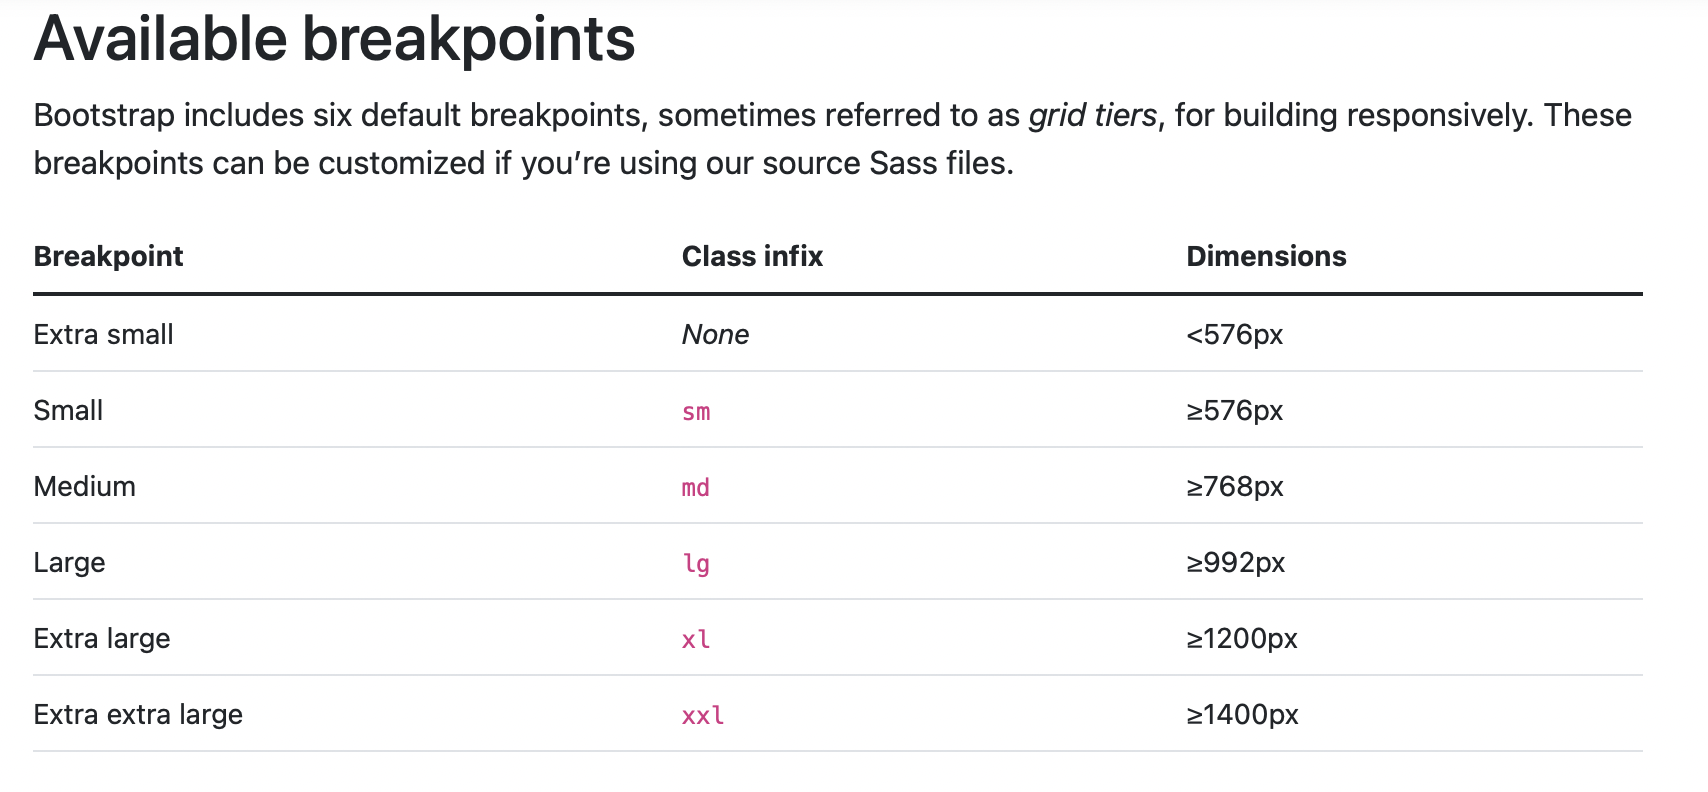 Available breakpoints
Bootstrap includes six default breakpoints, sometimes referred to as grid tiers, for building responsively. These
breakpoints can be customized if you’re using our source Sass files.
Breakpoint Class infix Dimensions
Extra small None <576px
Small sm ≥576px
Medium md ≥768px
Large lg ≥992px
Extra large xl ≥1200px
Extra extra large xxl ≥1400px